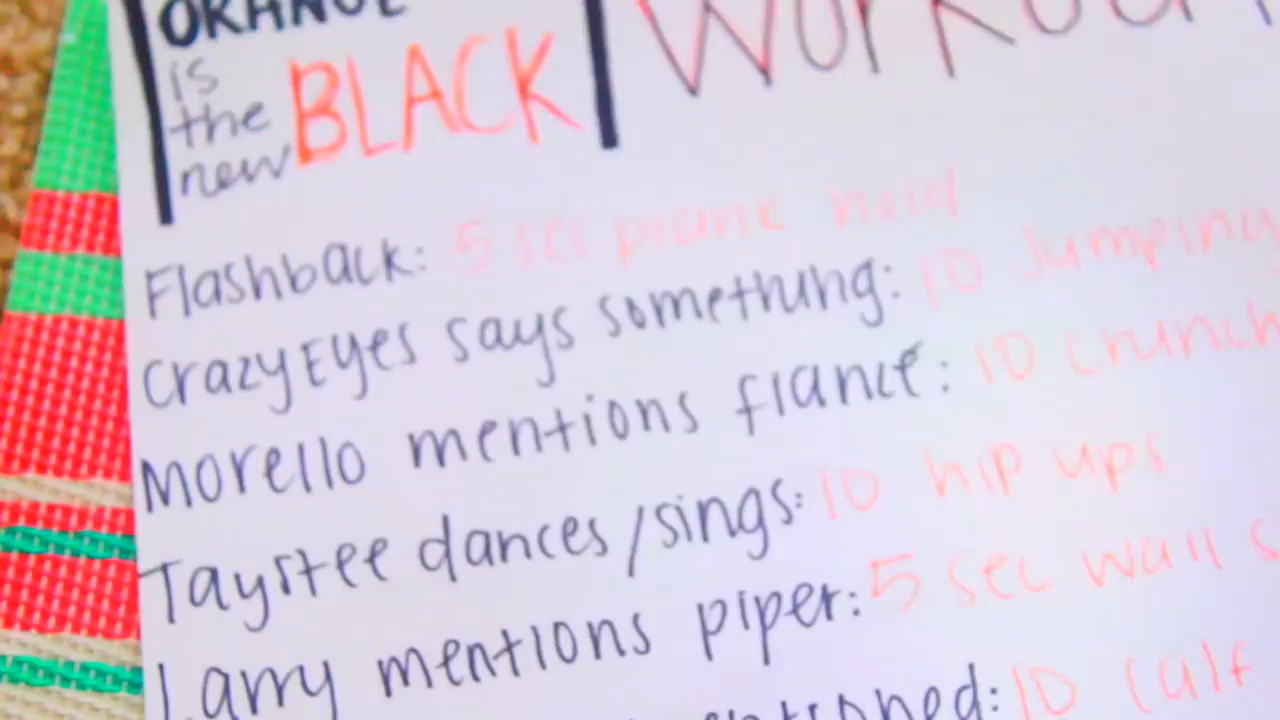 ORANGE
is
the
new BLACK
Workout
Flashback: 5 sec plank hold
CrazyEyes says something: 10 Jumping
Morello mentions fiancé: 10 crunch
Taystee dances/sings: 10 hip ups
Larry mentions piper: 5 sec wall s
10 calf